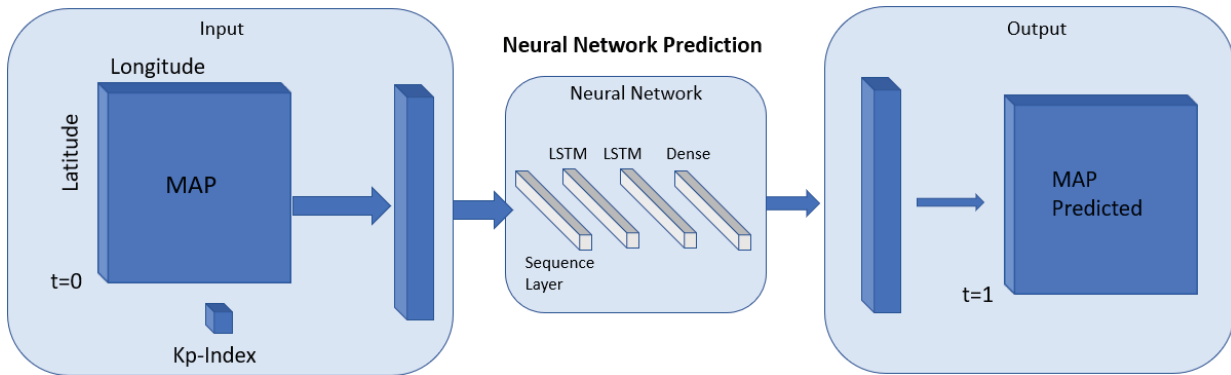 Input
Longitude
Latitude
MAP
t=0
Kp-Index
Neural Network Prediction
Neural Network
LSTM LSTM Dense
Sequence
Layer
Output
MAP
Predicted
t=1